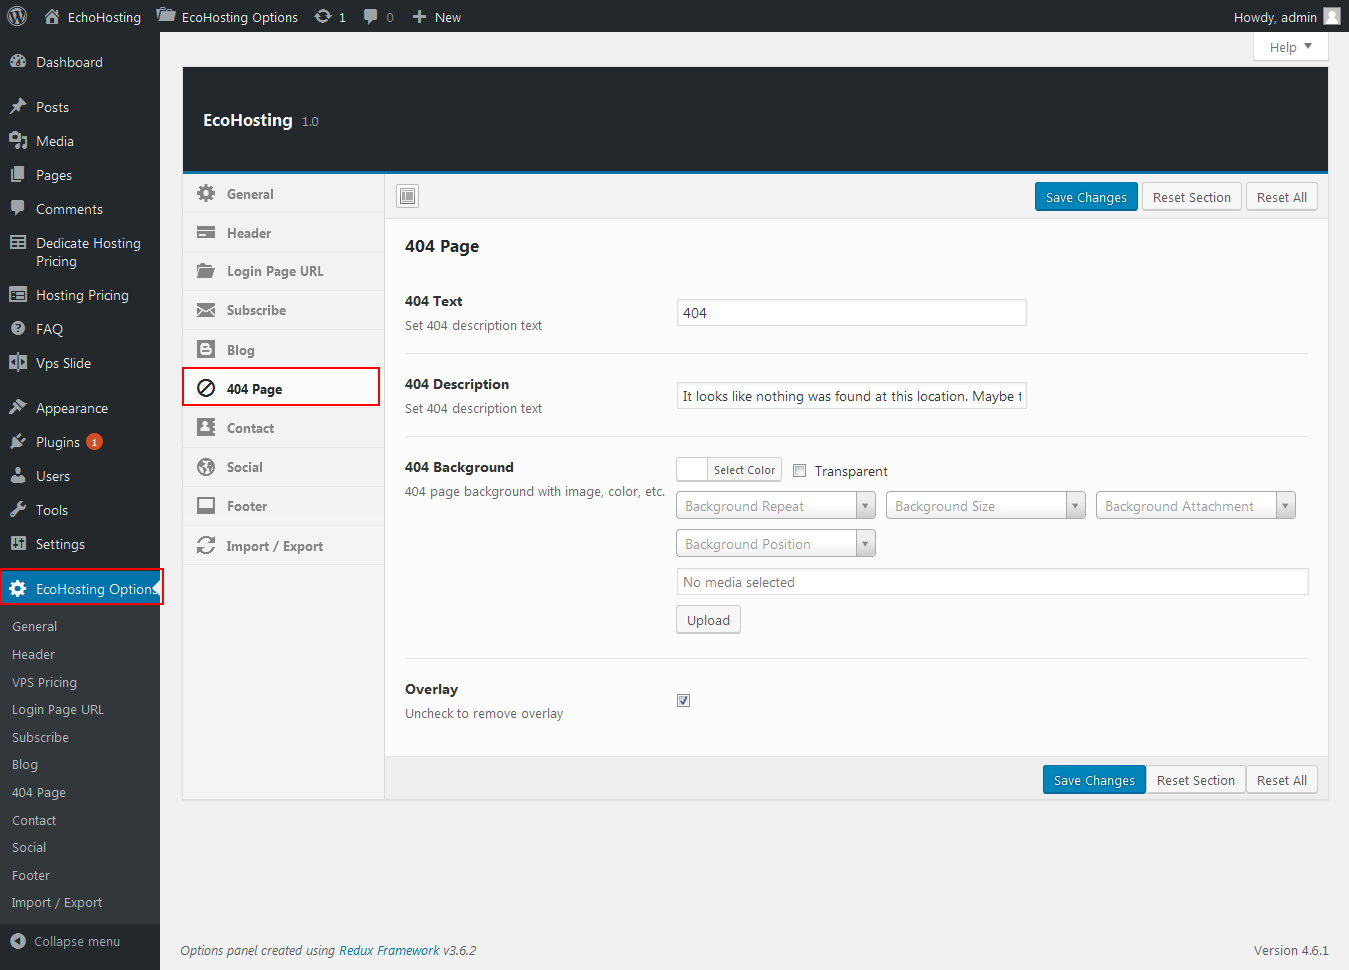 EchoHosting
EcoHosting Options
1
0
New
Howdy, admin
Help
Dashboard
Posts
Media
Pages
Comments
Dedicate Hosting
Pricing
Hosting Pricing
FAQ
Vps Slide
Appearance
Plugins 1
Users
Tools
Settings
EcoHosting Options
General
Header
VPS Pricing
Login Page URL
Subscribe
Blog
404 Page
Contact
Social
Footer
Import / Export
Collapse menu
EcoHosting 1.0
General
Header
Login Page URL
Subscribe
Blog
404 Page
Contact
Social
Footer
Import / Export
Save Changes
Reset Section
Reset All
404 Page
404 Text
Set 404 description text
404
404 Description
Set 404 description text
It looks like nothing was found at this location. Maybe t
404 Background
404 page background with image, color, etc.
Select Color
Transparent
Background Repeat
Background Size
Background Attachment
Background Position
No media selected
Upload
Overlay
Uncheck to remove overlay
Save Changes
Reset Section
Reset All
Options panel created using Redux Framework v3.6.2
Version 4.6.1